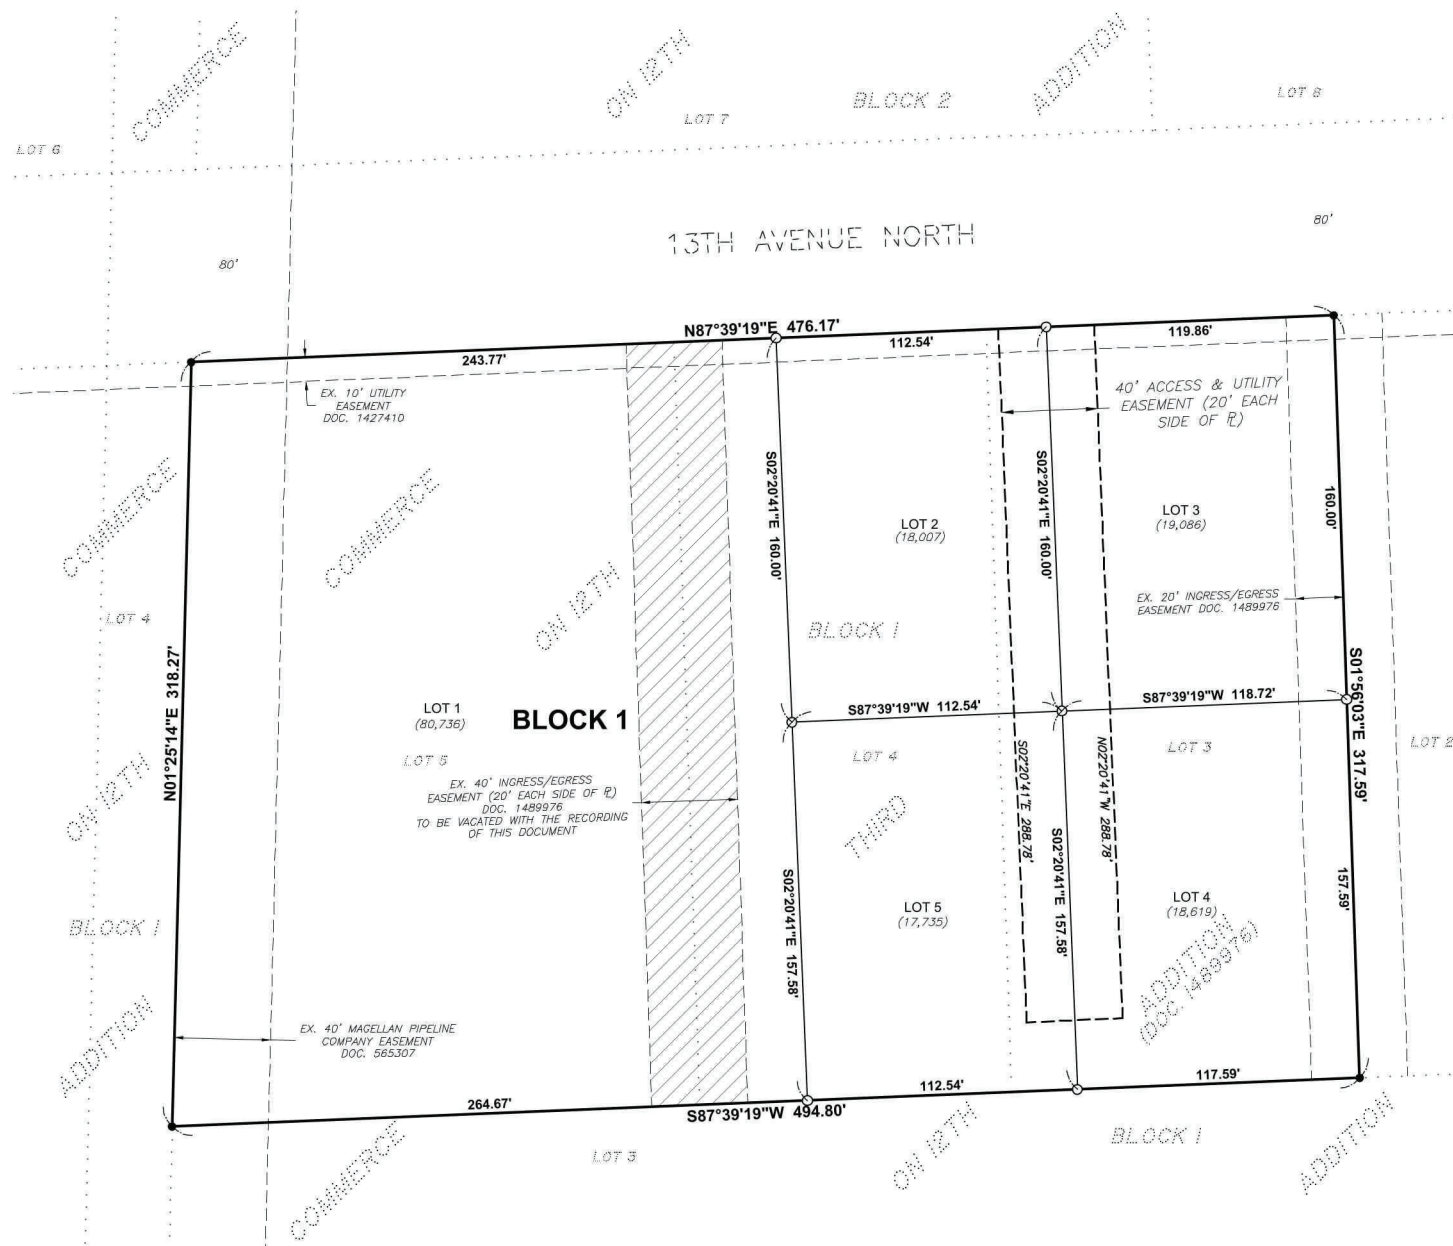 COMMERCE
ON 12TH
ADDITION
BLOCK 2
LOT 6
LOT 7
LOT 8
13TH AVENUE NORTH
80'
80'
N87°39'19"E 476.17'
243.77'
112.54'
119.86'
EX. 10' UTILITY
EASEMENT
DOC. 1427410
40' ACCESS & UTILITY
EASEMENT (20' EACH
SIDE OF ⅊)
COMMERCE
COMMERCE
ON 12TH
S02°20'41"E 160.00'
S02°20'41"E 160.00'
160.00'
LOT 2
(18,007)
LOT 3
(19,086)
EX. 20' INGRESS/EGRESS
EASEMENT DOC. 1489976
LOT 4
BLOCK 1
N01°25'14"E 318.27'
LOT 1
(80,736)
BLOCK 1
LOT 5
S87°39'19"W 112.54'
S87°39'19"W 118.72'
S01°56'03"E 317.59'
LOT 4
LOT 3
LOT 2
EX. 40' INGRESS/EGRESS
EASEMENT (20' EACH SIDE OF ⅊)
DOC. 1489976
TO BE VACATED WITH THE RECORDING
OF THIS DOCUMENT
S02°20'41"E 288.78'
N02°20'41"W 288.78'
ON 12TH
THIRD
S02°20'41"E 157.58'
S02°20'41"E 157.58'
157.59'
LOT 5
(17,735)
LOT 4
(18,619)
BLOCK 1
ADDITION
(DOC. 1489976)
ADDITION
EX. 40' MAGELLAN PIPELINE
COMPANY EASEMENT
DOC. 565307
264.67'
S87°39'19"W 494.80'
112.54'
117.59'
COMMERCE
LOT 3
ON 12TH
BLOCK 1
ADDITION